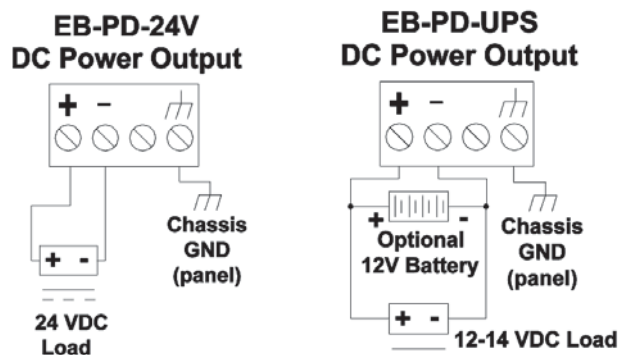 EB-PD-24V
DC Power Output
+ –
Chassis
GND
(panel)
+ -
24 VDC
Load
EB-PD-UPS
DC Power Output
+ –
+ -
Optional
12V Battery
Chassis
GND
(panel)
+ -
12-14 VDC Load